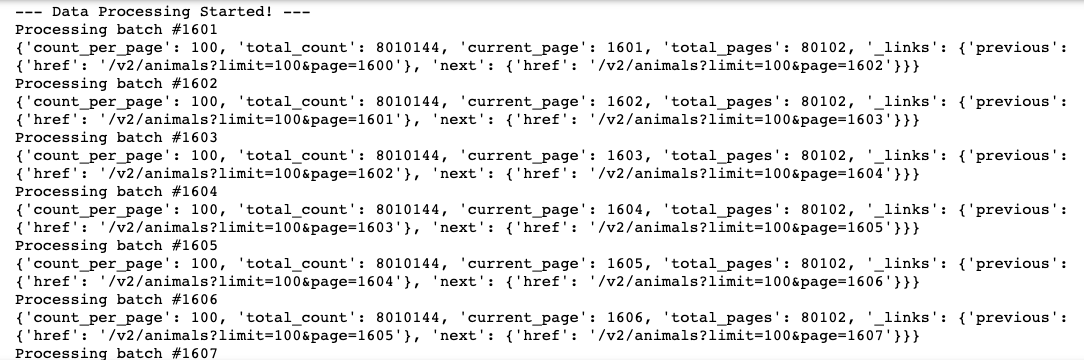 --- Data Processing Started! ---
Processing batch #1601
{'count_per_page': 100, 'total_count': 8010144, 'current_page': 1601, 'total_pages': 80102, '_links': {'previous':
{'href': '/v2/animals?limit=100&page=1600'}, 'next': {'href': '/v2/animals?limit=100&page=1602'}}}
Processing batch #1602
{'count_per_page': 100, 'total_count': 8010144, 'current_page': 1602, 'total_pages': 80102, '_links': {'previous':
{'href': '/v2/animals?limit=100&page=1601'}, 'next': {'href': '/v2/animals?limit=100&page=1603'}}}
Processing batch #1603
{'count_per_page': 100, 'total_count': 8010144, 'current_page': 1603, 'total_pages': 80102, '_links': {'previous':
{'href': '/v2/animals?limit=100&page=1602'}, 'next': {'href': '/v2/animals?limit=100&page=1604'}}}
Processing batch #1604
{'count_per_page': 100, 'total_count': 8010144, 'current_page': 1604, 'total_pages': 80102, '_links': {'previous':
{'href': '/v2/animals?limit=100&page=1603'}, 'next': {'href': '/v2/animals?limit=100&page=1605'}}}
Processing batch #1605
{'count_per_page': 100, 'total_count': 8010144, 'current_page': 1605, 'total_pages': 80102, '_links': {'previous':
{'href': '/v2/animals?limit=100&page=1604'}, 'next': {'href': '/v2/animals?limit=100&page=1606'}}}
Processing batch #1606
{'count_per_page': 100, 'total_count': 8010144, 'current_page': 1606, 'total_pages': 80102, '_links': {'previous':
{'href': '/v2/animals?limit=100&page=1605'}, 'next': {'href': '/v2/animals?limit=100&page=1607'}}}
Processing batch #1607